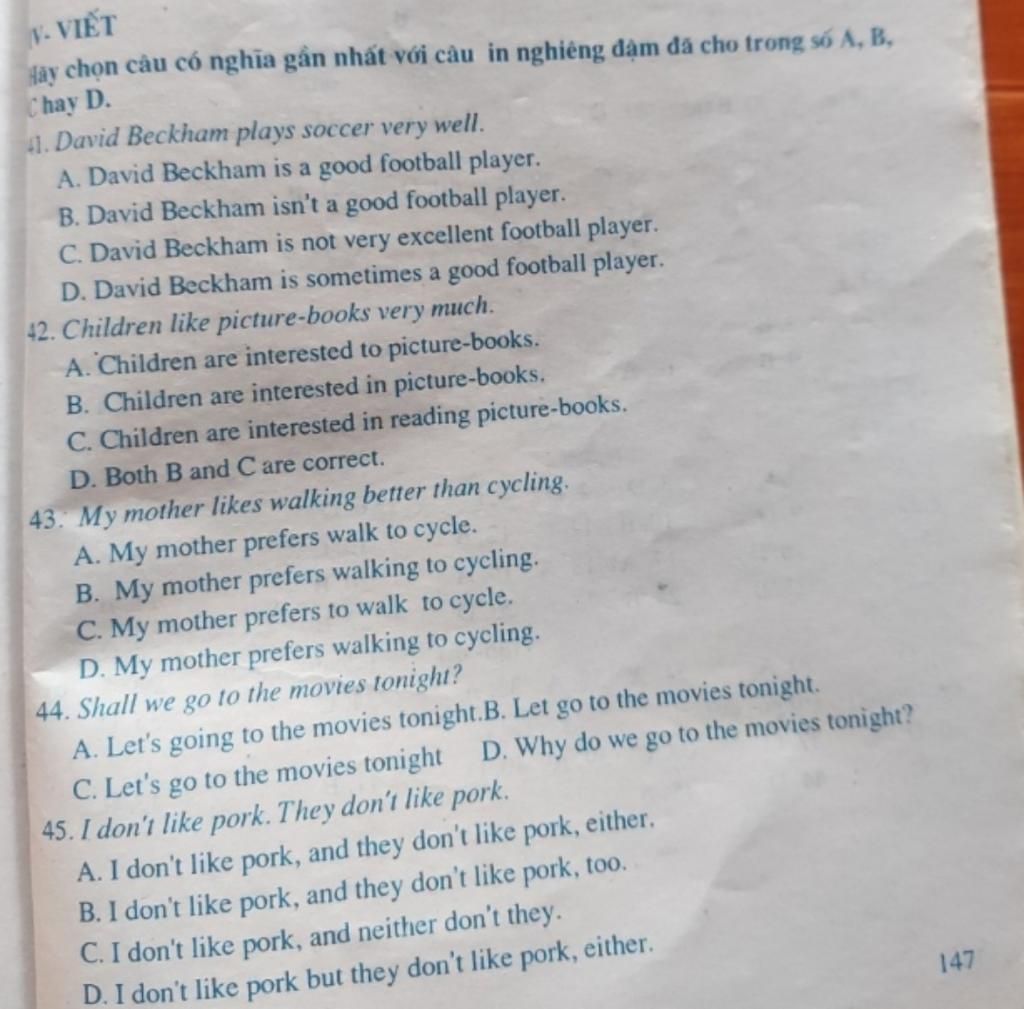 V- VIẾT
Hãy chọn câu có nghĩa gần nhất với câu in nghiêng đậm đã cho trong số A, B,
C hay D.
41. David Beckham plays soccer very well.
A. David Beckham is a good football player.
B. David Beckham isn't a good football player.
C. David Beckham is not very excellent football player.
D. David Beckham is sometimes a good football player.
42. Children like picture-books very much.
A. Children are interested to picture-books.
B. Children are interested in picture-books.
C. Children are interested in reading picture-books.
D. Both B and C are correct.
43. My mother likes walking better than cycling.
A. My mother prefers walk to cycle.
B. My mother prefers walking to cycling.
C. My mother prefers to walk to cycle.
D. My mother prefers walking to cycling.
44. Shall we go to the movies tonight?
A. Let's going to the movies tonight. B. Let go to the movies tonight.
C. Let's go to the movies tonight D. Why do we go to the movies tonight?
45. I don't like pork. They don't like pork.
A. I don't like pork, and they don't like pork, either.
B. I don't like pork, and they don't like pork, too.
C. I don't like pork, and neither don't they.
D. I don't like pork but they don't like pork, either.
147